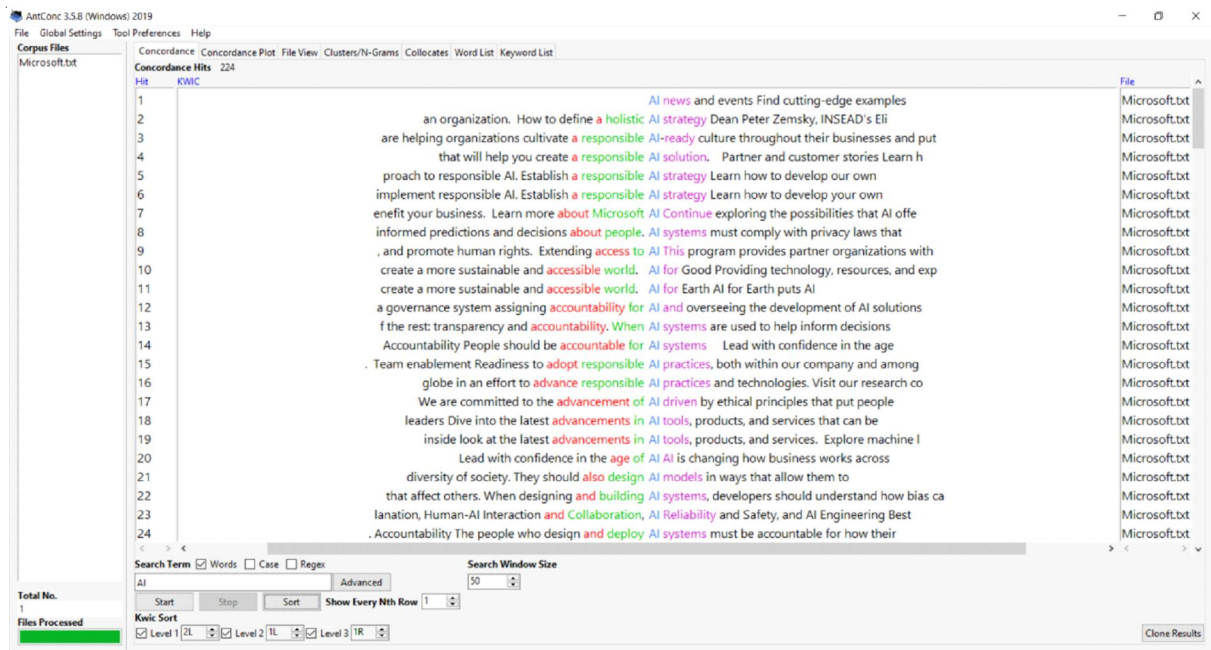 AntConc 3.5.8 (Windows) 2019
File Global Settings Tool Preferences Help
Corpus Files
Microsoft.txt
Concordance Concordance Plot File View Clusters/N-Grams Collocates Word List Keyword List
Concordance Hits 224
Hit KWIC File
1 AI news and events Find cutting-edge examples Microsoft.txt
2 an organization. How to define a holistic AI strategy Dean Peter Zemsky, INSEAD's Eli Microsoft.txt
3 are helping organizations cultivate a responsible AI-ready culture throughout their businesses and put Microsoft.txt
4 that will help you create a responsible AI solution. Partner and customer stories Learn h Microsoft.txt
5 proach to responsible AI. Establish a responsible AI strategy Learn how to develop our own Microsoft.txt
6 implement responsible AI. Establish a responsible AI strategy Learn how to develop your own Microsoft.txt
7 enefit your business. Learn more about Microsoft AI Continue exploring the possibilities that AI offe Microsoft.txt
8 informed predictions and decisions about people. AI systems must comply with privacy laws that Microsoft.txt
9 , and promote human rights. Extending access to AI This program provides partner organizations with Microsoft.txt
10 create a more sustainable and accessible world. AI for Good Providing technology, resources, and exp Microsoft.txt
11 create a more sustainable and accessible world. AI for Earth AI for Earth puts AI Microsoft.txt
12 a governance system assigning accountability for AI and overseeing the development of AI solutions Microsoft.txt
13 f the rest: transparency and accountability. When AI systems are used to help inform decisions Microsoft.txt
14 Accountability People should be accountable for AI systems Lead with confidence in the age Microsoft.txt
15 . Team enablement Readiness to adopt responsible AI practices, both within our company and among Microsoft.txt
16 globe in an effort to advance responsible AI practices and technologies. Visit our research co Microsoft.txt
17 We are committed to the advancement of AI driven by ethical principles that put people Microsoft.txt
18 leaders Dive into the latest advancements in AI tools, products, and services that can be Microsoft.txt
19 inside look at the latest advancements in AI tools, products, and services. Explore machine l Microsoft.txt
20 Lead with confidence in the age of AI AI is changing how business works across Microsoft.txt
21 diversity of society. They should also design AI models in ways that allow them to Microsoft.txt
22 that affect others. When designing and building AI systems, developers should understand how bias ca Microsoft.txt
23 lanation, Human-AI Interaction and Collaboration, AI Reliability and Safety, and AI Engineering Best Microsoft.txt
24 . Accountability The people who design and deploy AI systems must be accountable for how their Microsoft.txt
Search Term Words Case Regex Search Window Size
AI Advanced 50
Start Stop Sort Show Every Nth Row 1
Kwic Sort
Level 1 2L Level 2 1L Level 3 1R Clone Results
Total No.
1
Files Processed